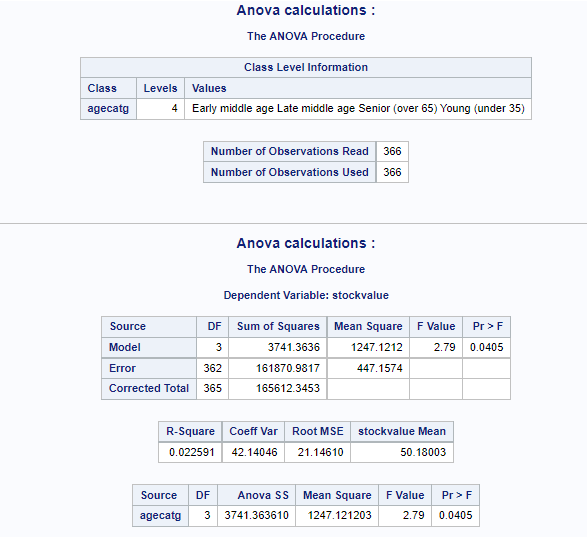 Anova calculations :
The ANOVA Procedure
Class Level Information
Class Levels Values
agecatg 4 Early middle age Late middle age Senior (over 65) Young (under 35)
Number of Observations Read 366
Number of Observations Used 366
Anova calculations :
The ANOVA Procedure
Dependent Variable: stockvalue
Source DF Sum of Squares Mean Square F Value Pr > F
Model 3 3741.3636 1247.1212 2.79 0.0405
Error 362 161870.9817 447.1574
Corrected Total 365 165612.3453
R-Square Coeff Var Root MSE stockvalue Mean
0.022591 42.14046 21.14610 50.18003
Source DF Anova SS Mean Square F Value Pr > F
agecatg 3 3741.363610 1247.121203 2.79 0.0405